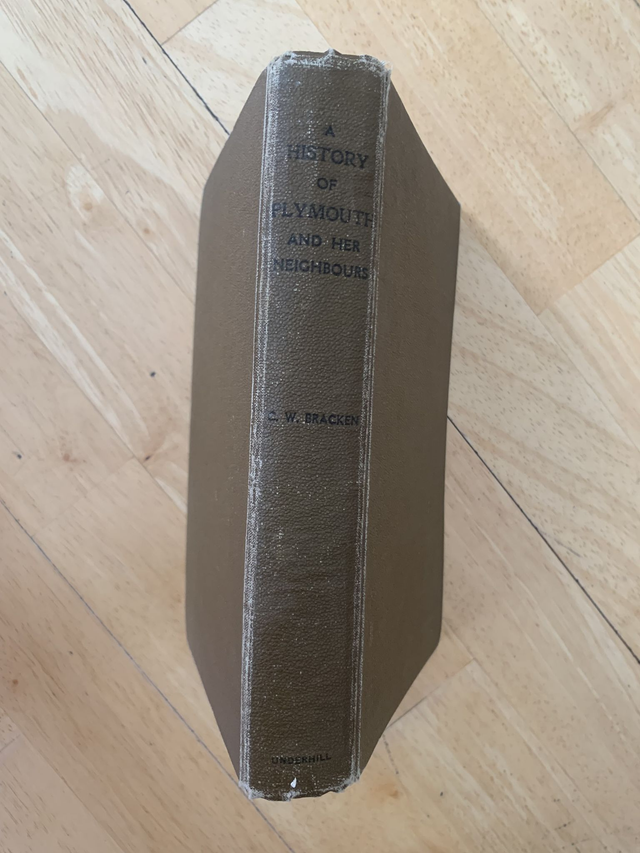 A
HISTORY
OF
PLYMOUTH
AND HER
NEIGHBOURS
C. W. BRACKEN
UNDERHILL